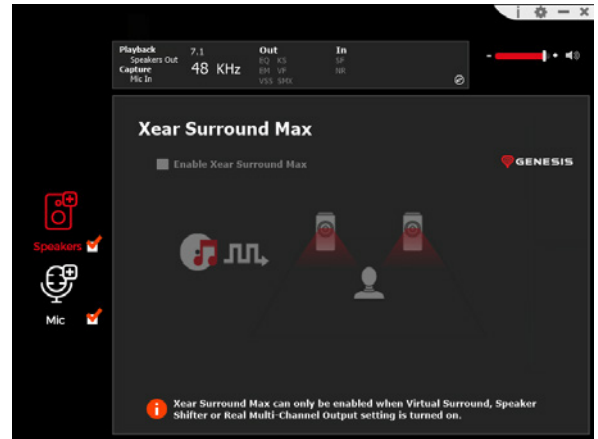 i
Playback
7.1
Out
In
Speakers Out
EQ KS
SF
Capture
48 KHz
EM VF
NR
Mic In
VSS SMX
Xear Surround Max
Enable Xear Surround Max
GENESIS
Speakers
Mic
Xear Surround Max can only be enabled when Virtual Surround, Speaker
Shifter or Real Multi-Channel Output setting is turned on.